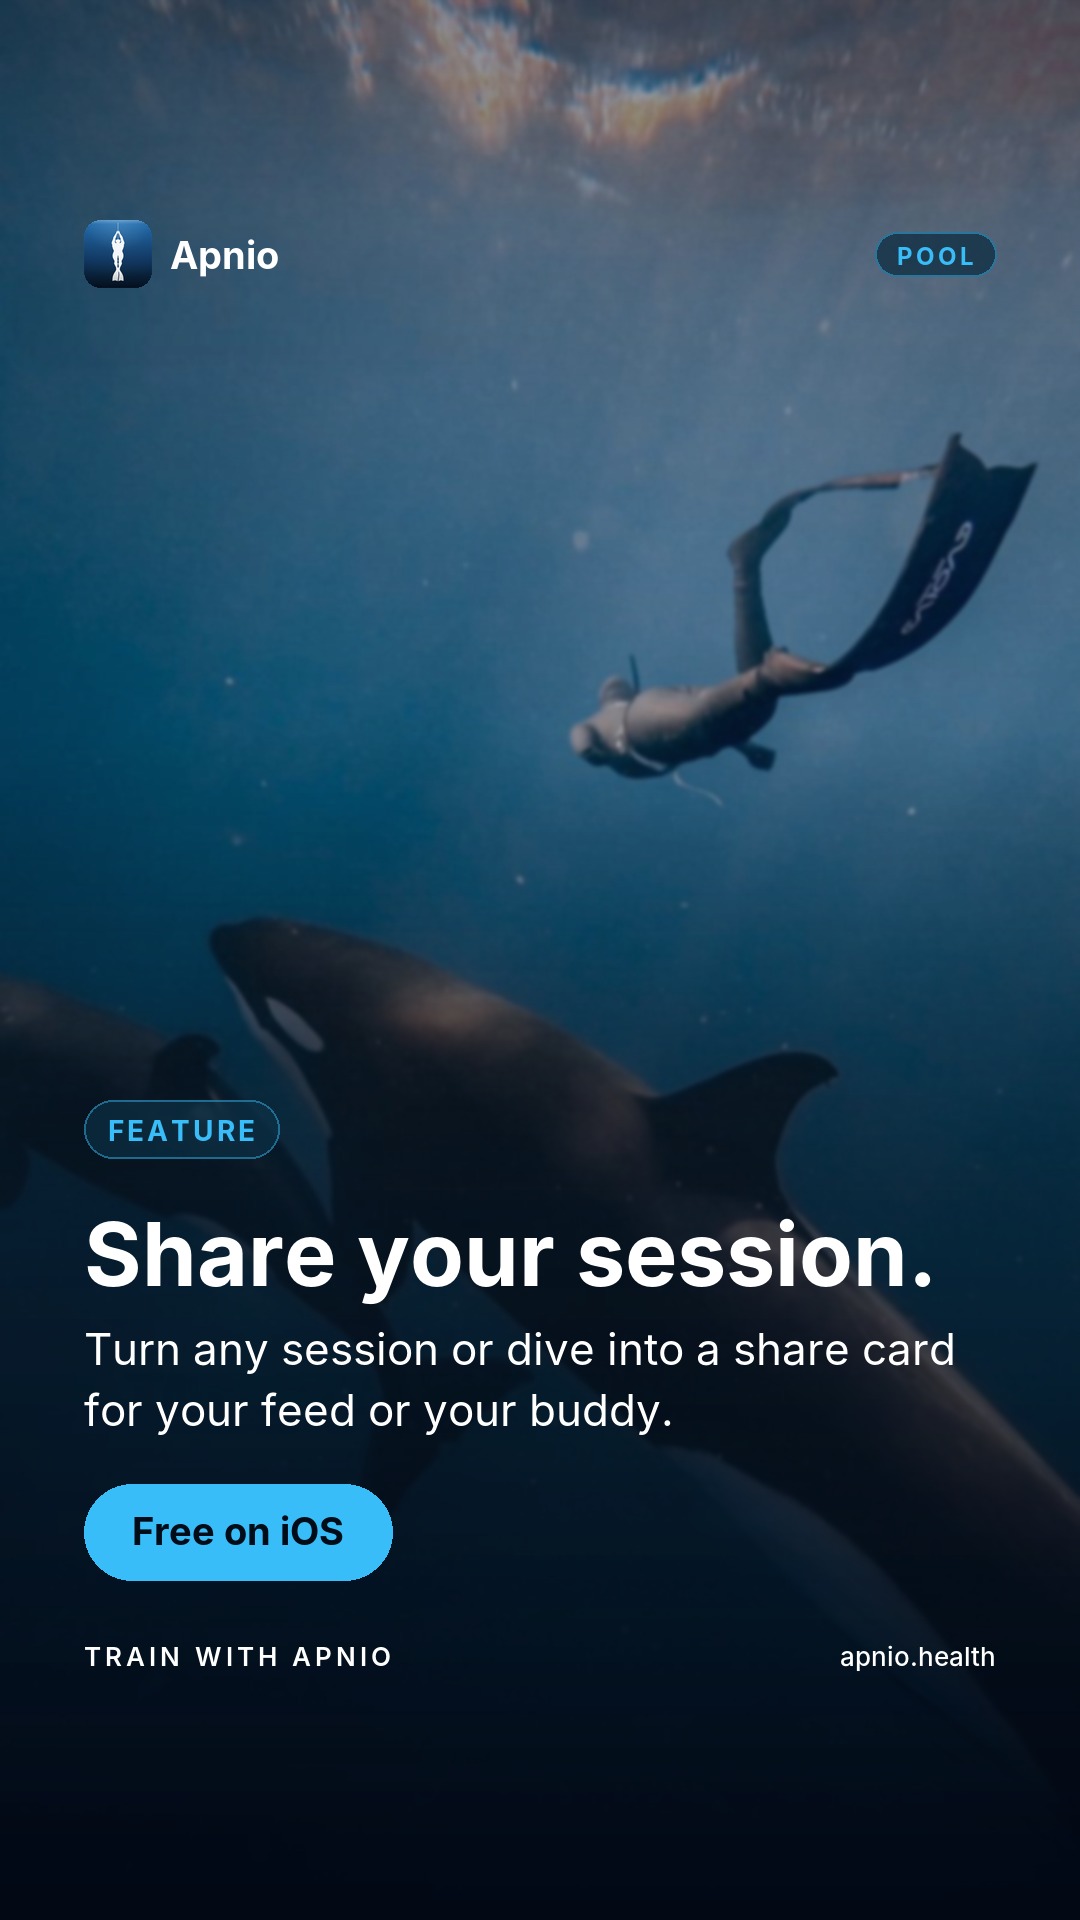 Apnio
POOL
FEATURE
Share your session.
Turn any session or dive into a share card
for your feed or your buddy.
Free on iOS
TRAIN WITH APNIO
apnio.health